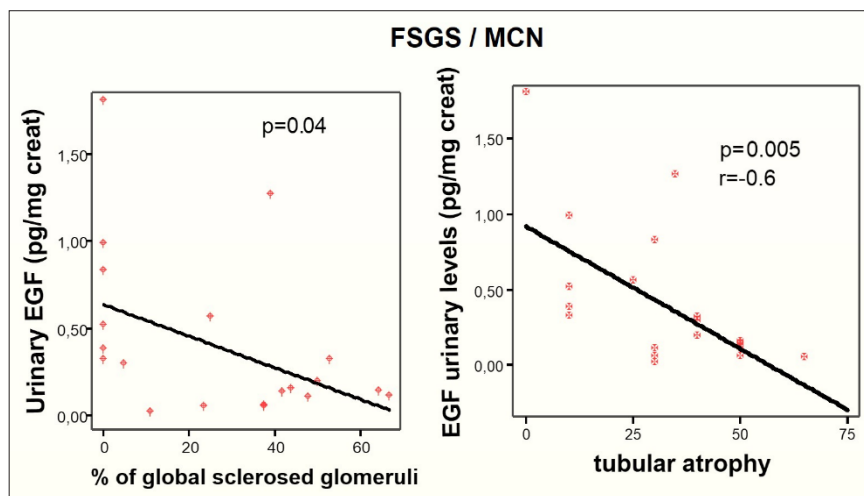 FSGS / MCN
Urinary EGF (pg/mg creat)
1,50
1,00
0,50
0,00
p=0.04
0
20
40
60
% of global sclerosed glomeruli
EGF urinary levels (pg/mg creat)
1,50
1,00
0,50
0,00
p=0.005
r=-0.6
0
25
50
75
tubular atrophy